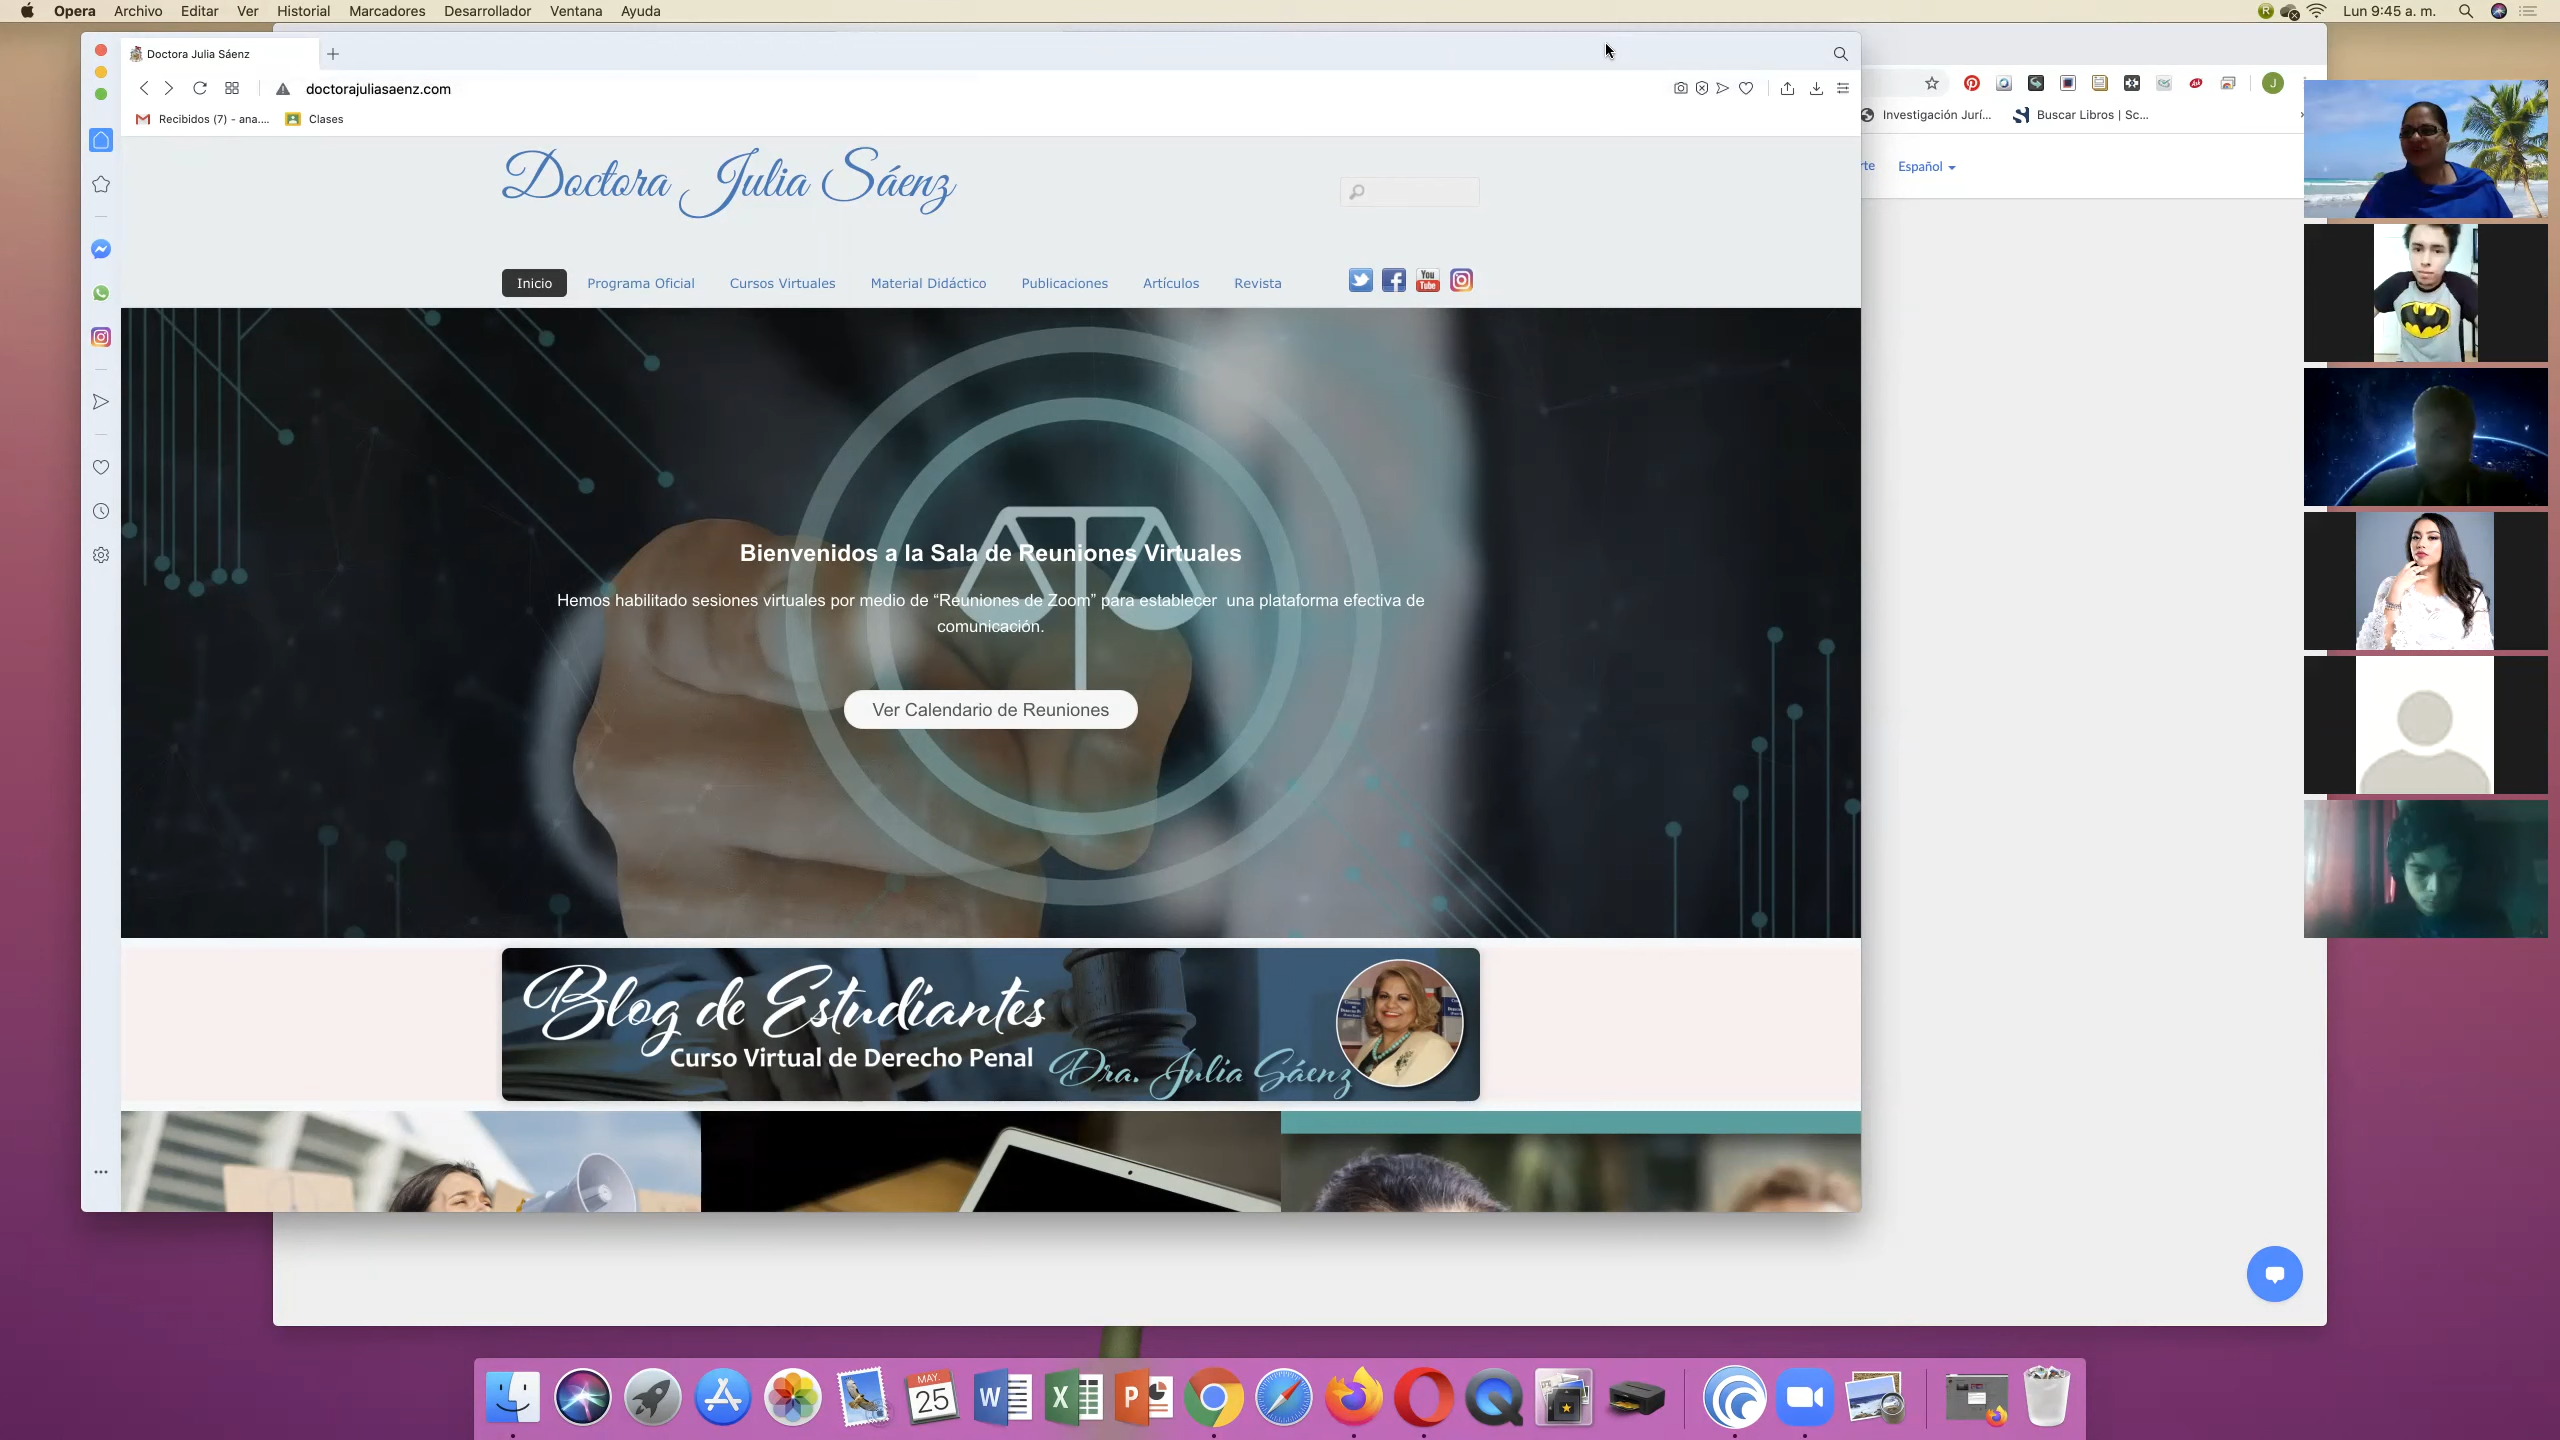 Opera Archivo Editar Ver Historial Marcadores Desarrollador Ventana Ayuda
R
Lun 9:45 a. m.
Doctora Julia Sáenz
doctorajuliasaenz.com
J
Recibidos (7) - ana....
Clases
Investigación Jurí...
Buscar Libros | Sc...
rte
Español
Doctora Julia Sáenz
Inicio
Programa Oficial
Cursos Virtuales
Material Didáctico
Publicaciones
Artículos
Revista
You
Tube
Bienvenidos a la Sala de Reuniones Virtuales
Hemos habilitado sesiones virtuales por medio de “Reuniones de Zoom” para establecer una plataforma efectiva de
comunicación.
Ver Calendario de Reuniones
Blog de Estudiantes
Curso Virtual de Derecho Penal
Dra. Julia Sáenz
MAY.
25
W
X
P